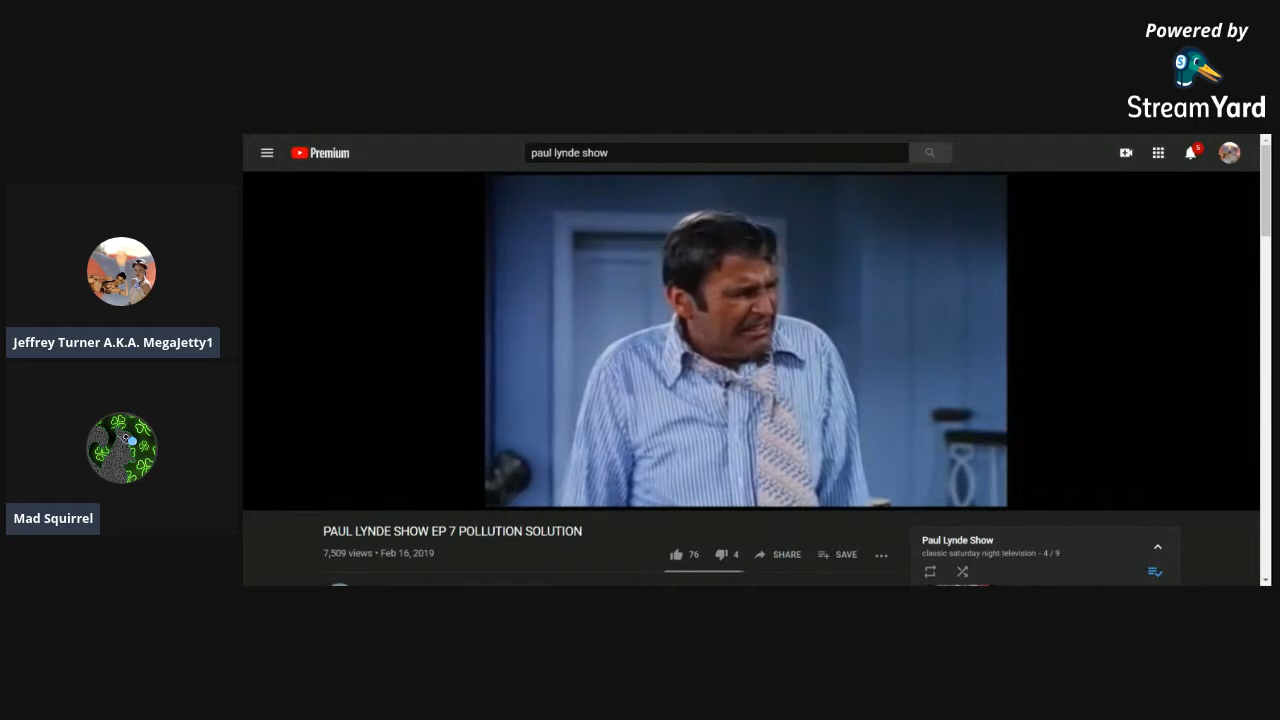 Powered by
S
StreamYard
Premium
paul lynde show
5
Jeffrey Turner A.K.A. MegaJetty1
Mad Squirrel
PAUL LYNDE SHOW EP 7 POLLUTION SOLUTION
7,509 views • Feb 16, 2019
76
4
SHARE
SAVE
Paul Lynde Show
classic saturday night television - 4 / 9